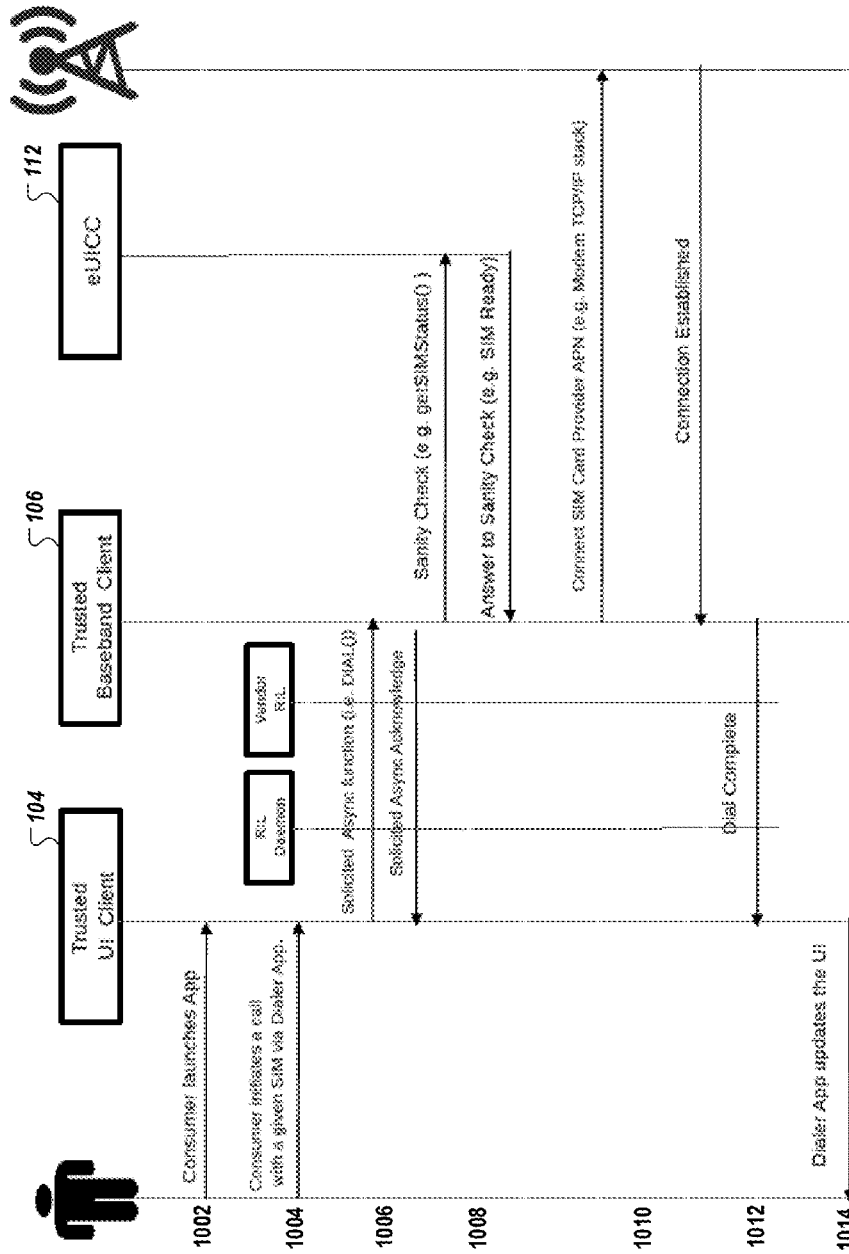 104
Trusted
UI Client
106
Trusted
Baseband Client
112
eUICC
RIL
Daemon
Vendor
RIL
1002
Consumer launches App
1004
Consumer initiates a call
with a given SIM via Dialer App.
1006
Solicited Async function (i.e. DIAL())
Solicited Async Acknowledge
1008
Sanity Check (e.g. getSIMStatus() )
Answer to Sanity Check (e.g. SIM Ready)
1010
Connect SIM Card Provider APN (e.g. Modem TCP/IP stack)
Connection Established
1012
Dial Complete
1014
Dialer App updates the UI